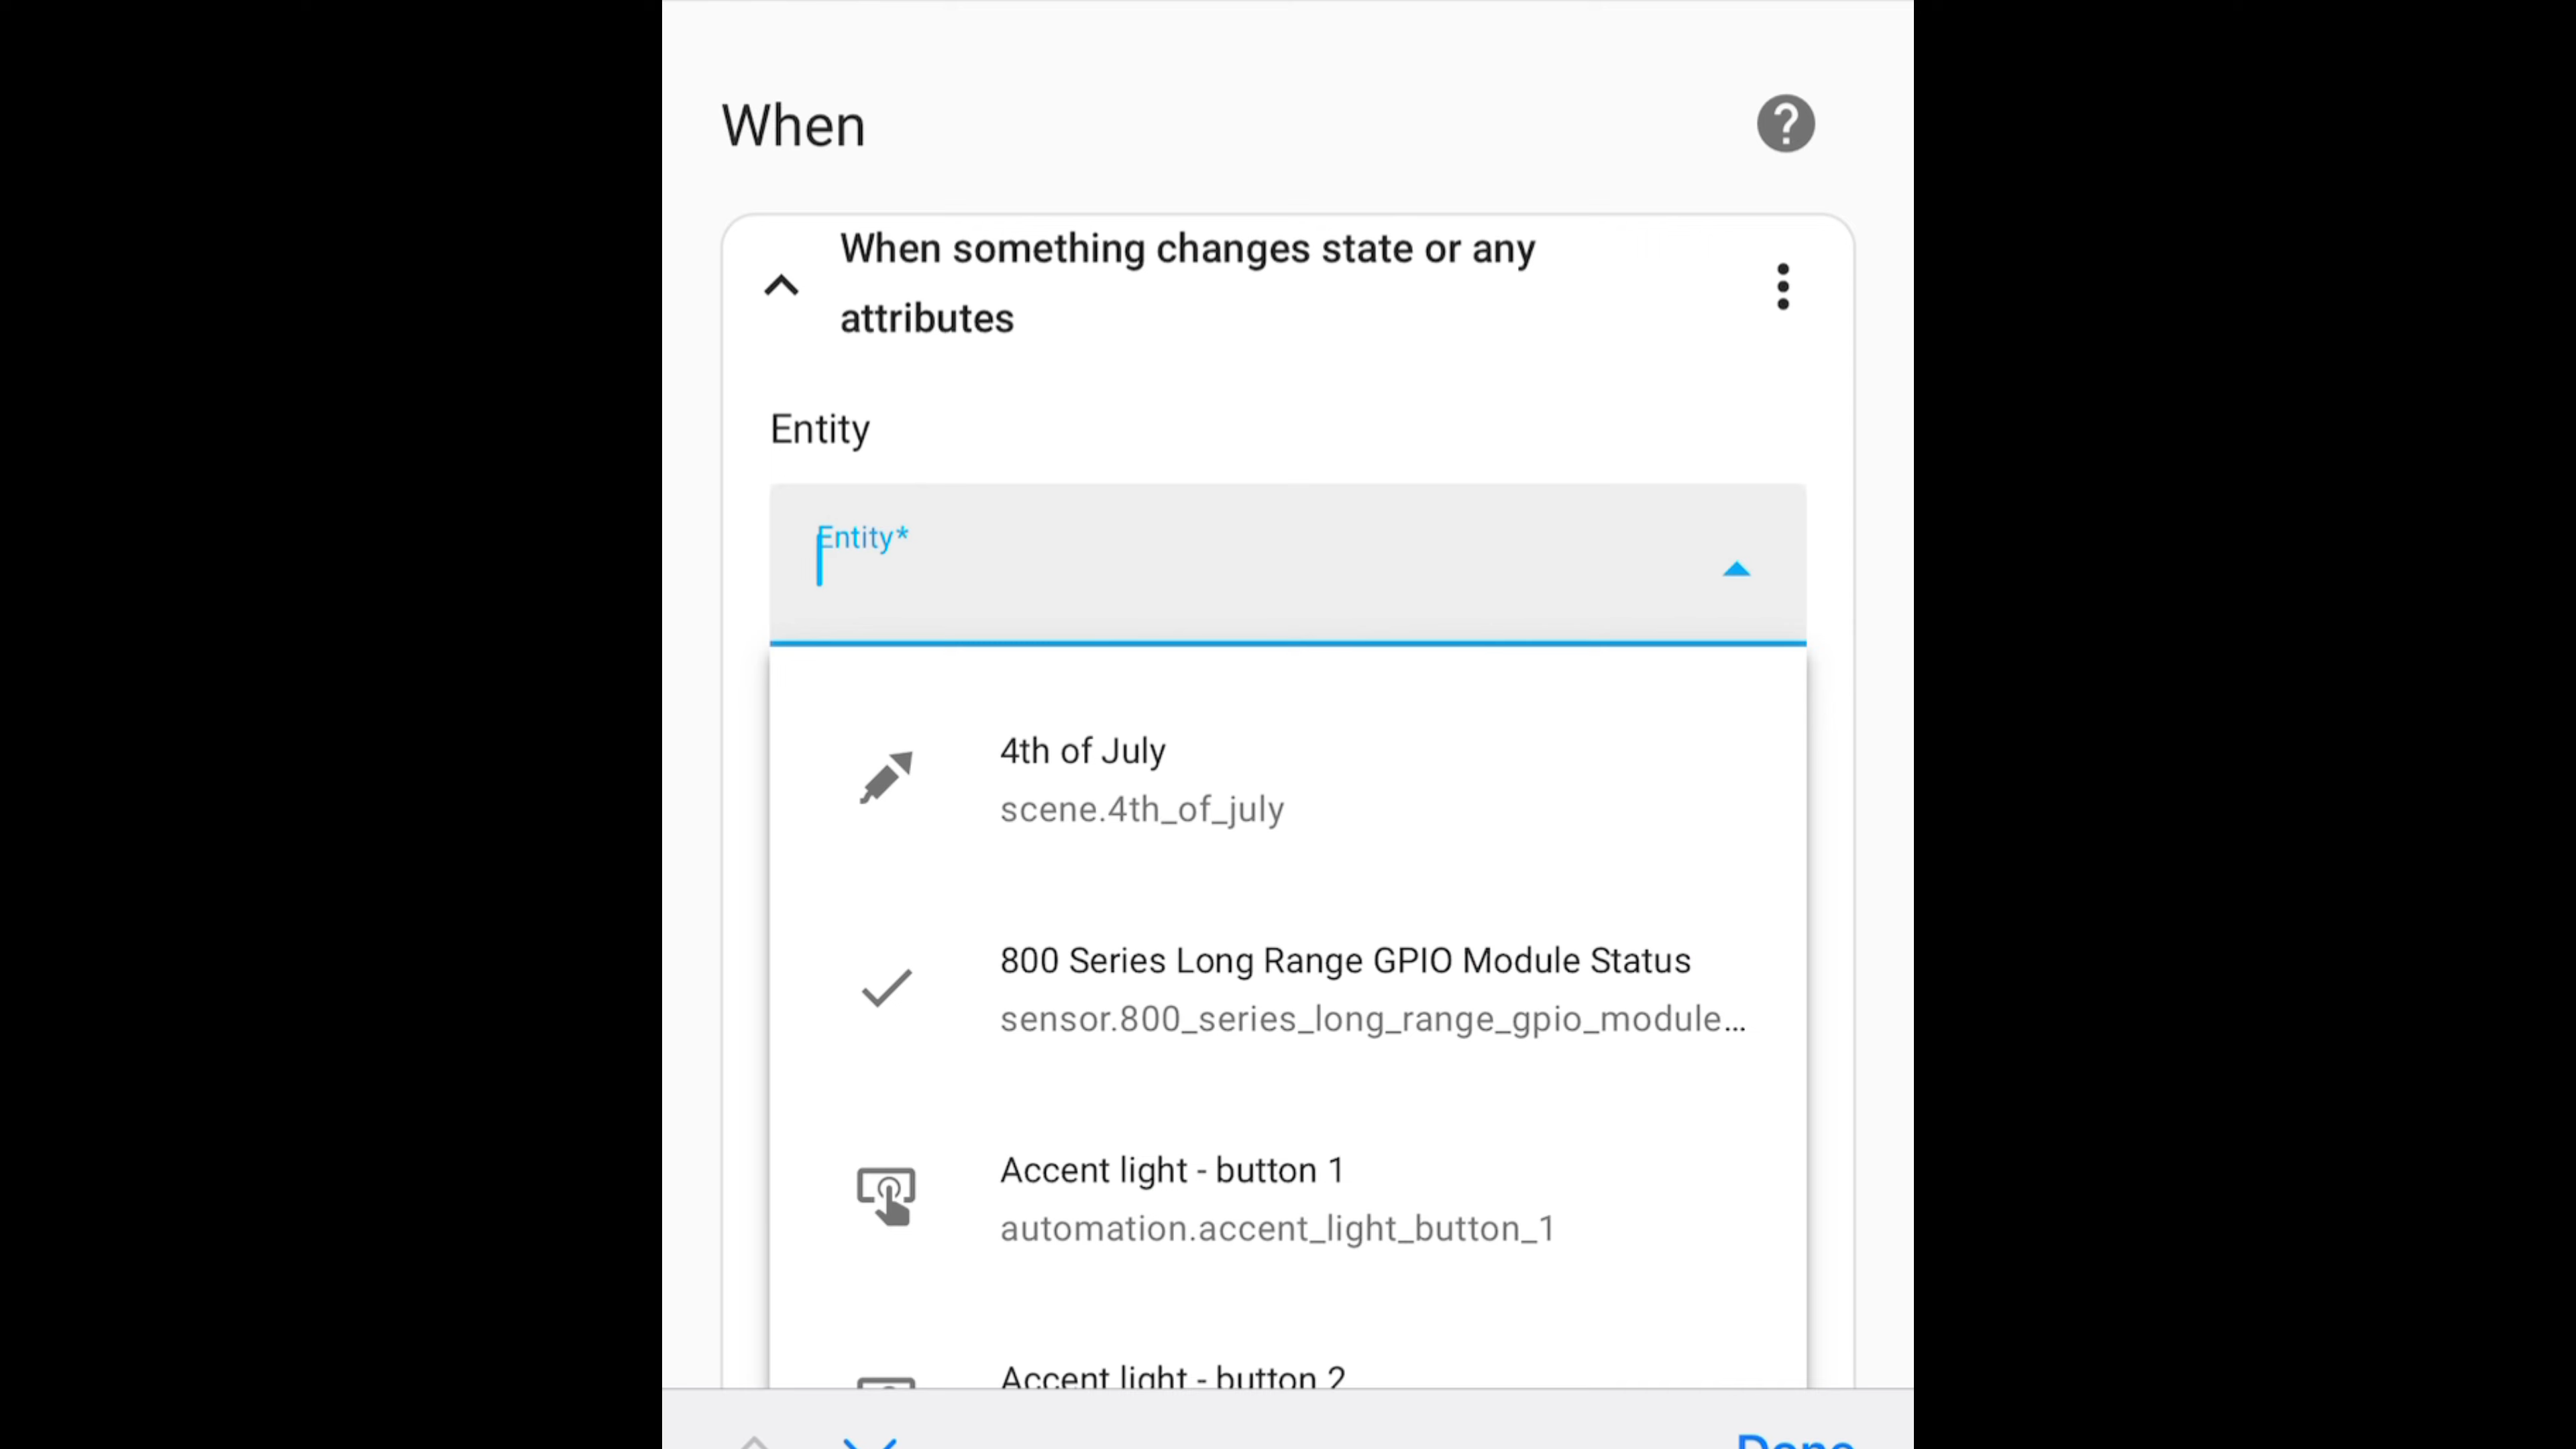 When
When something changes state or any
attributes
Entity
Entity*
4th of July
scene.4th_of_july
800 Series Long Range GPIO Module Status
sensor.800_series_long_range_gpio_module...
Accent light - button 1
automation.accent_light_button_1
Accent light - button 2
Done